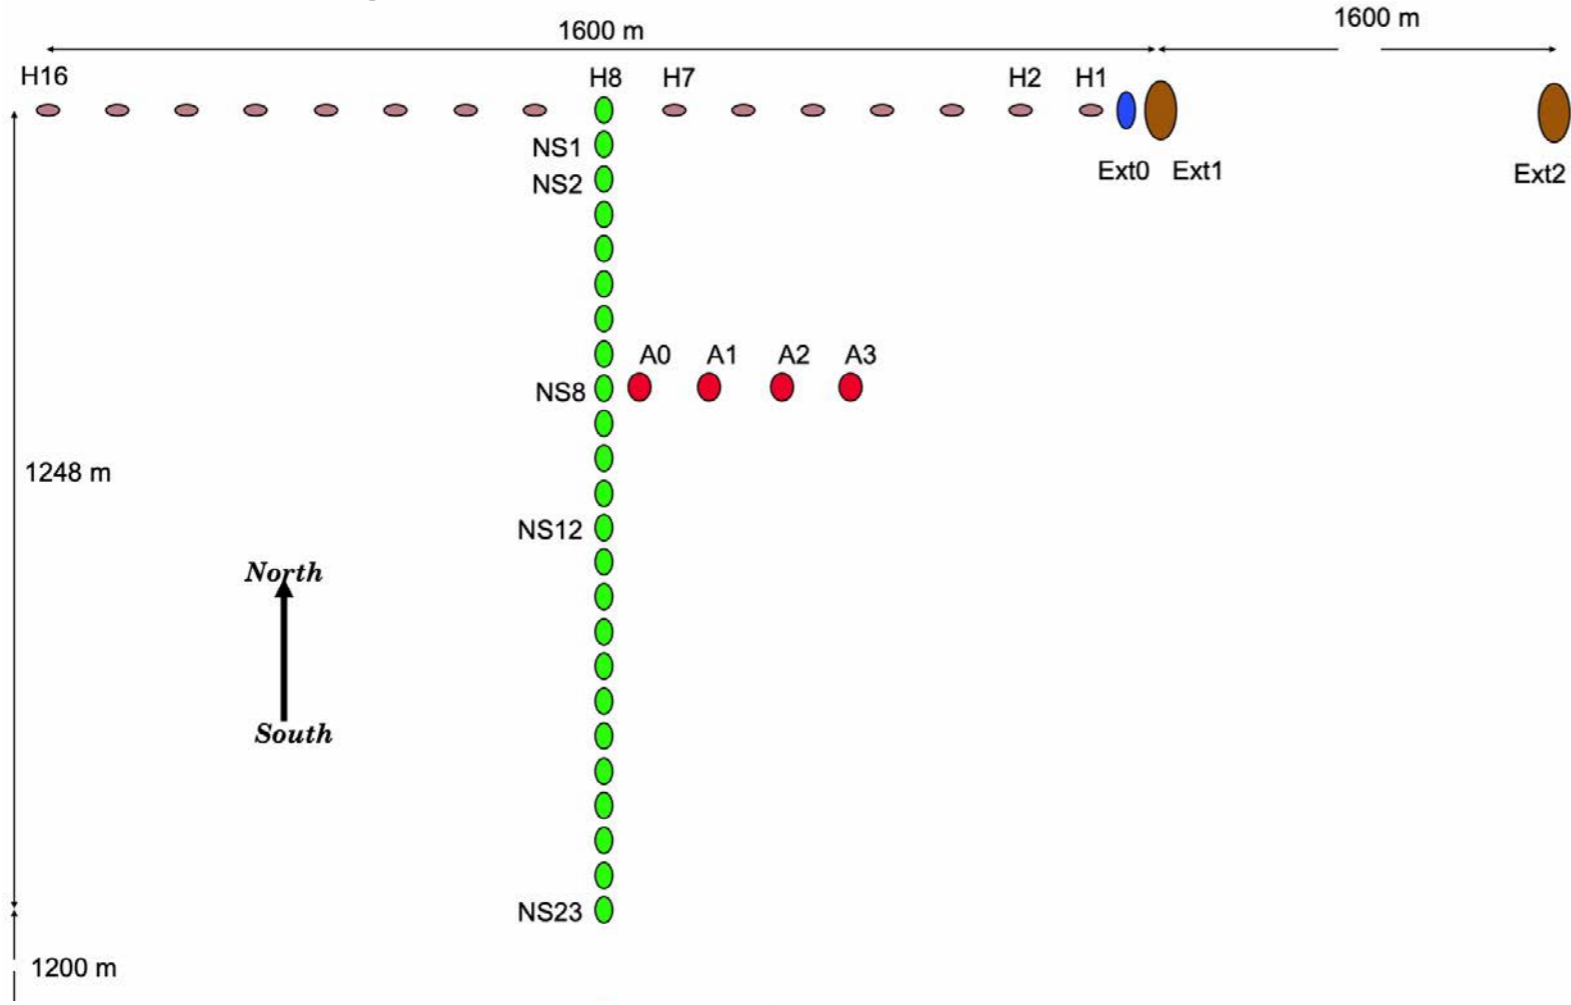 1600 m
1600 m
H16
H8
H7
H2
H1
NS1
NS2
Ext0
Ext1
Ext2
A0
A1
A2
A3
NS8
1248 m
NS12
North
South
NS23
1200 m